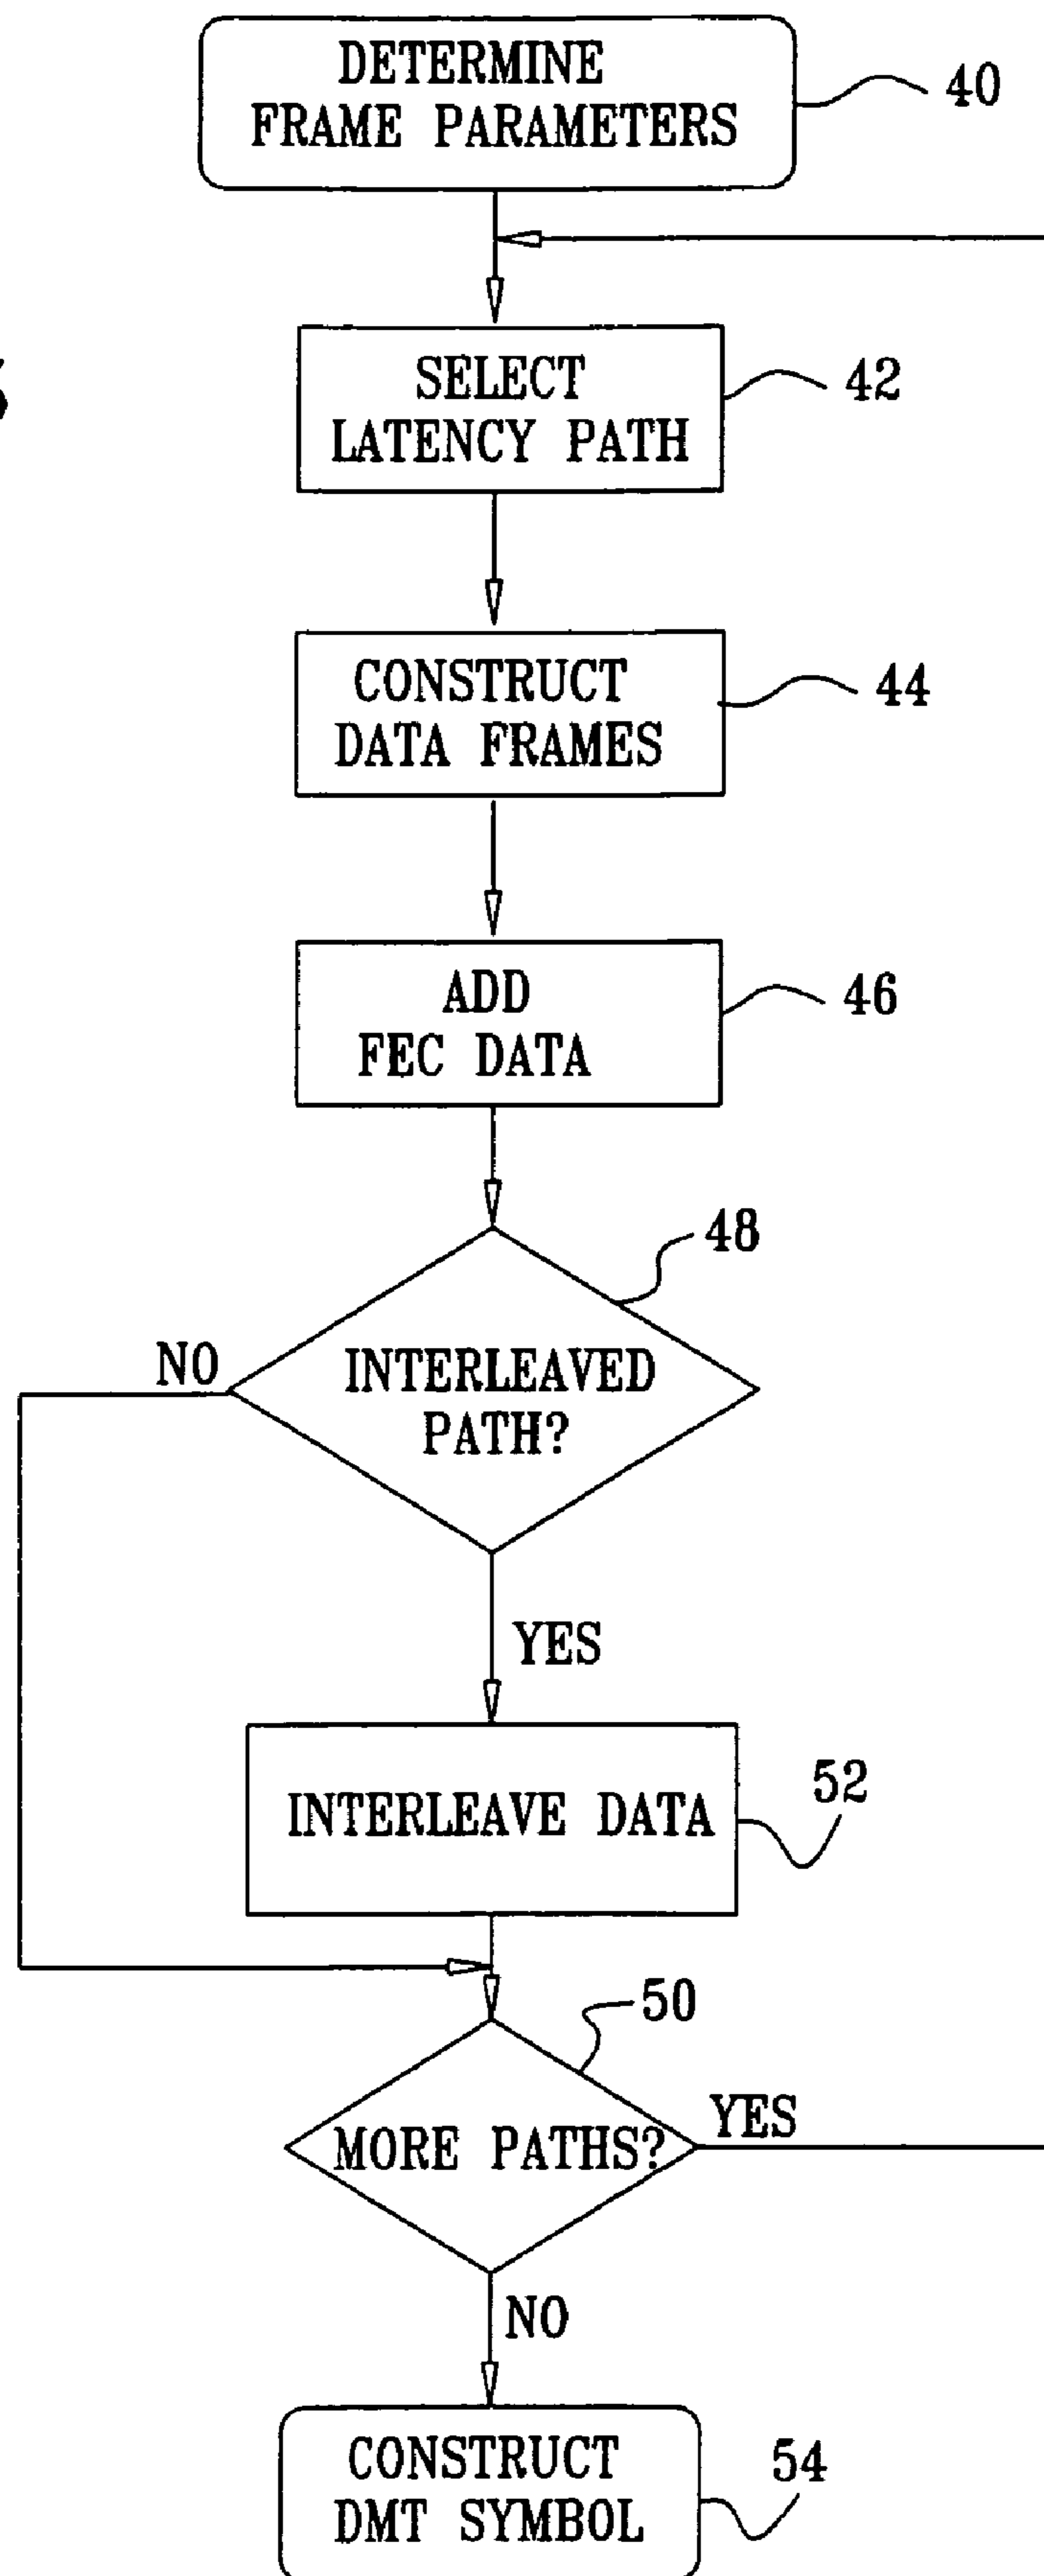 DETERMINE
FRAME PARAMETERS
40
SELECT
LATENCY PATH
42
CONSTRUCT
DATA FRAMES
44
ADD
FEC DATA
46
48
NO
INTERLEAVED
PATH?
YES
52
INTERLEAVE DATA
50
YES
MORE PATHS?
NO
CONSTRUCT
DMT SYMBOL
54